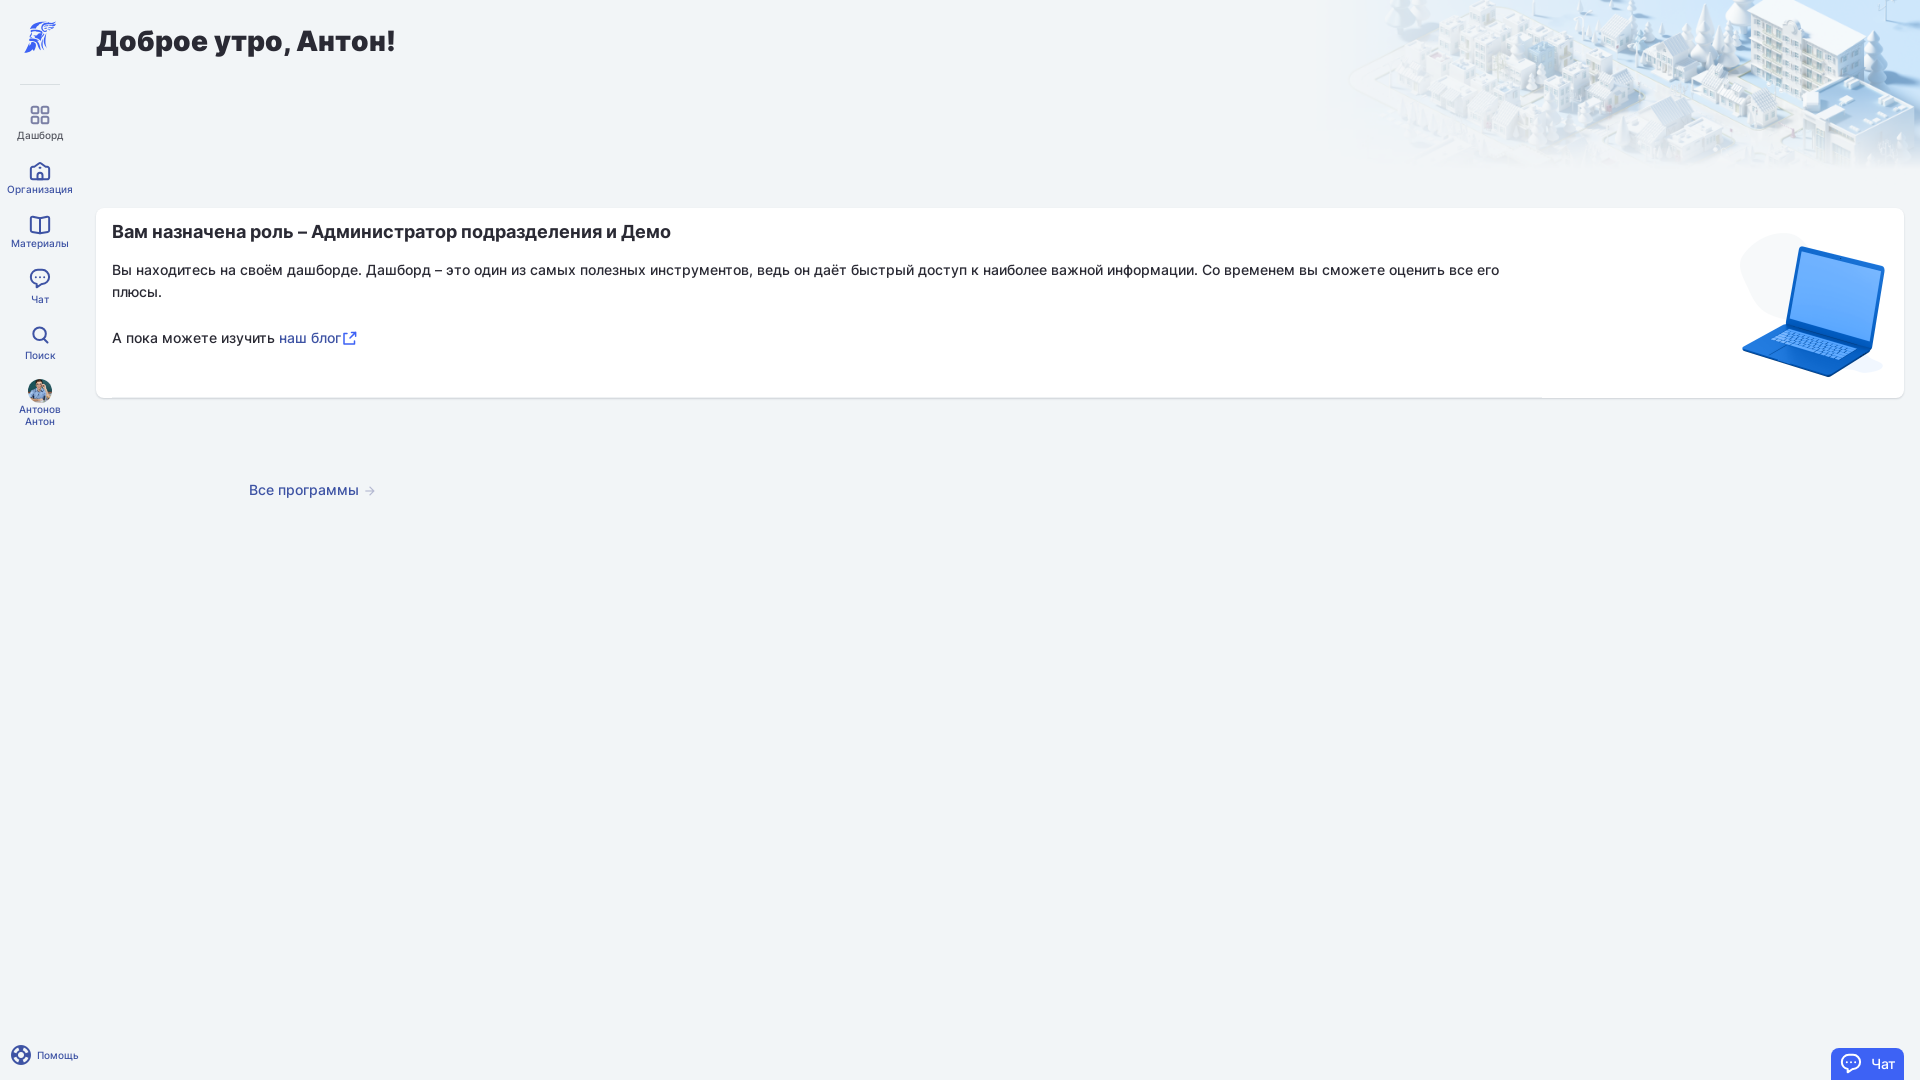 Доброе утро, Антон!
Дашборд
Организация
Материалы
Чат
Поиск
Антонов
Антон
Вам назначена роль – Администратор подразделения и Демо
Вы находитесь на своём дашборде. Дашборд – это один из самых полезных инструментов, ведь он даёт быстрый доступ к наиболее важной информации. Со временем вы сможете оценить все его
плюсы.
А пока можете изучить наш блог
Все программы
Помощь
Чат